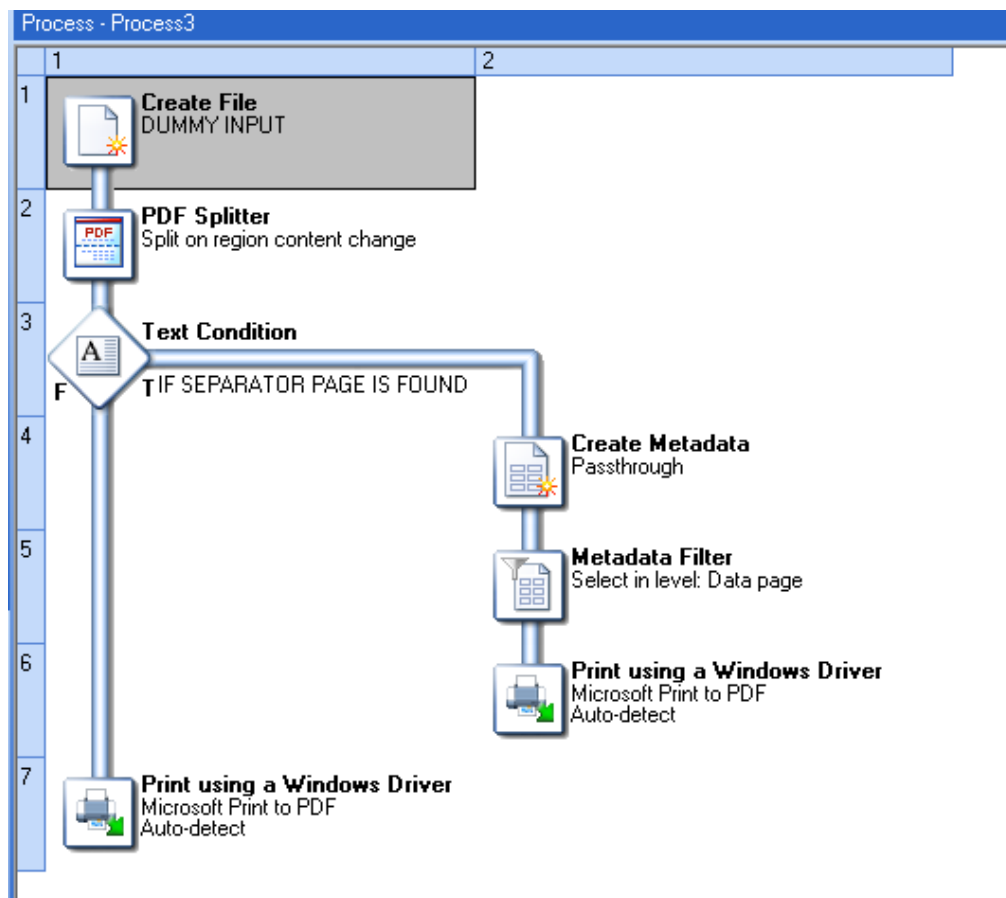 Process - Process3
1
2
1
Create File
DUMMY INPUT
2
PDF Splitter
PDF
Split on region content change
3
Text Condition
A
F
T IF SEPARATOR PAGE IS FOUND
4
Create Metadata
Passthrough
5
Metadata Filter
Select in level: Data page
6
Print using a Windows Driver
Microsoft Print to PDF
Auto-detect
7
Print using a Windows Driver
Microsoft Print to PDF
Auto-detect